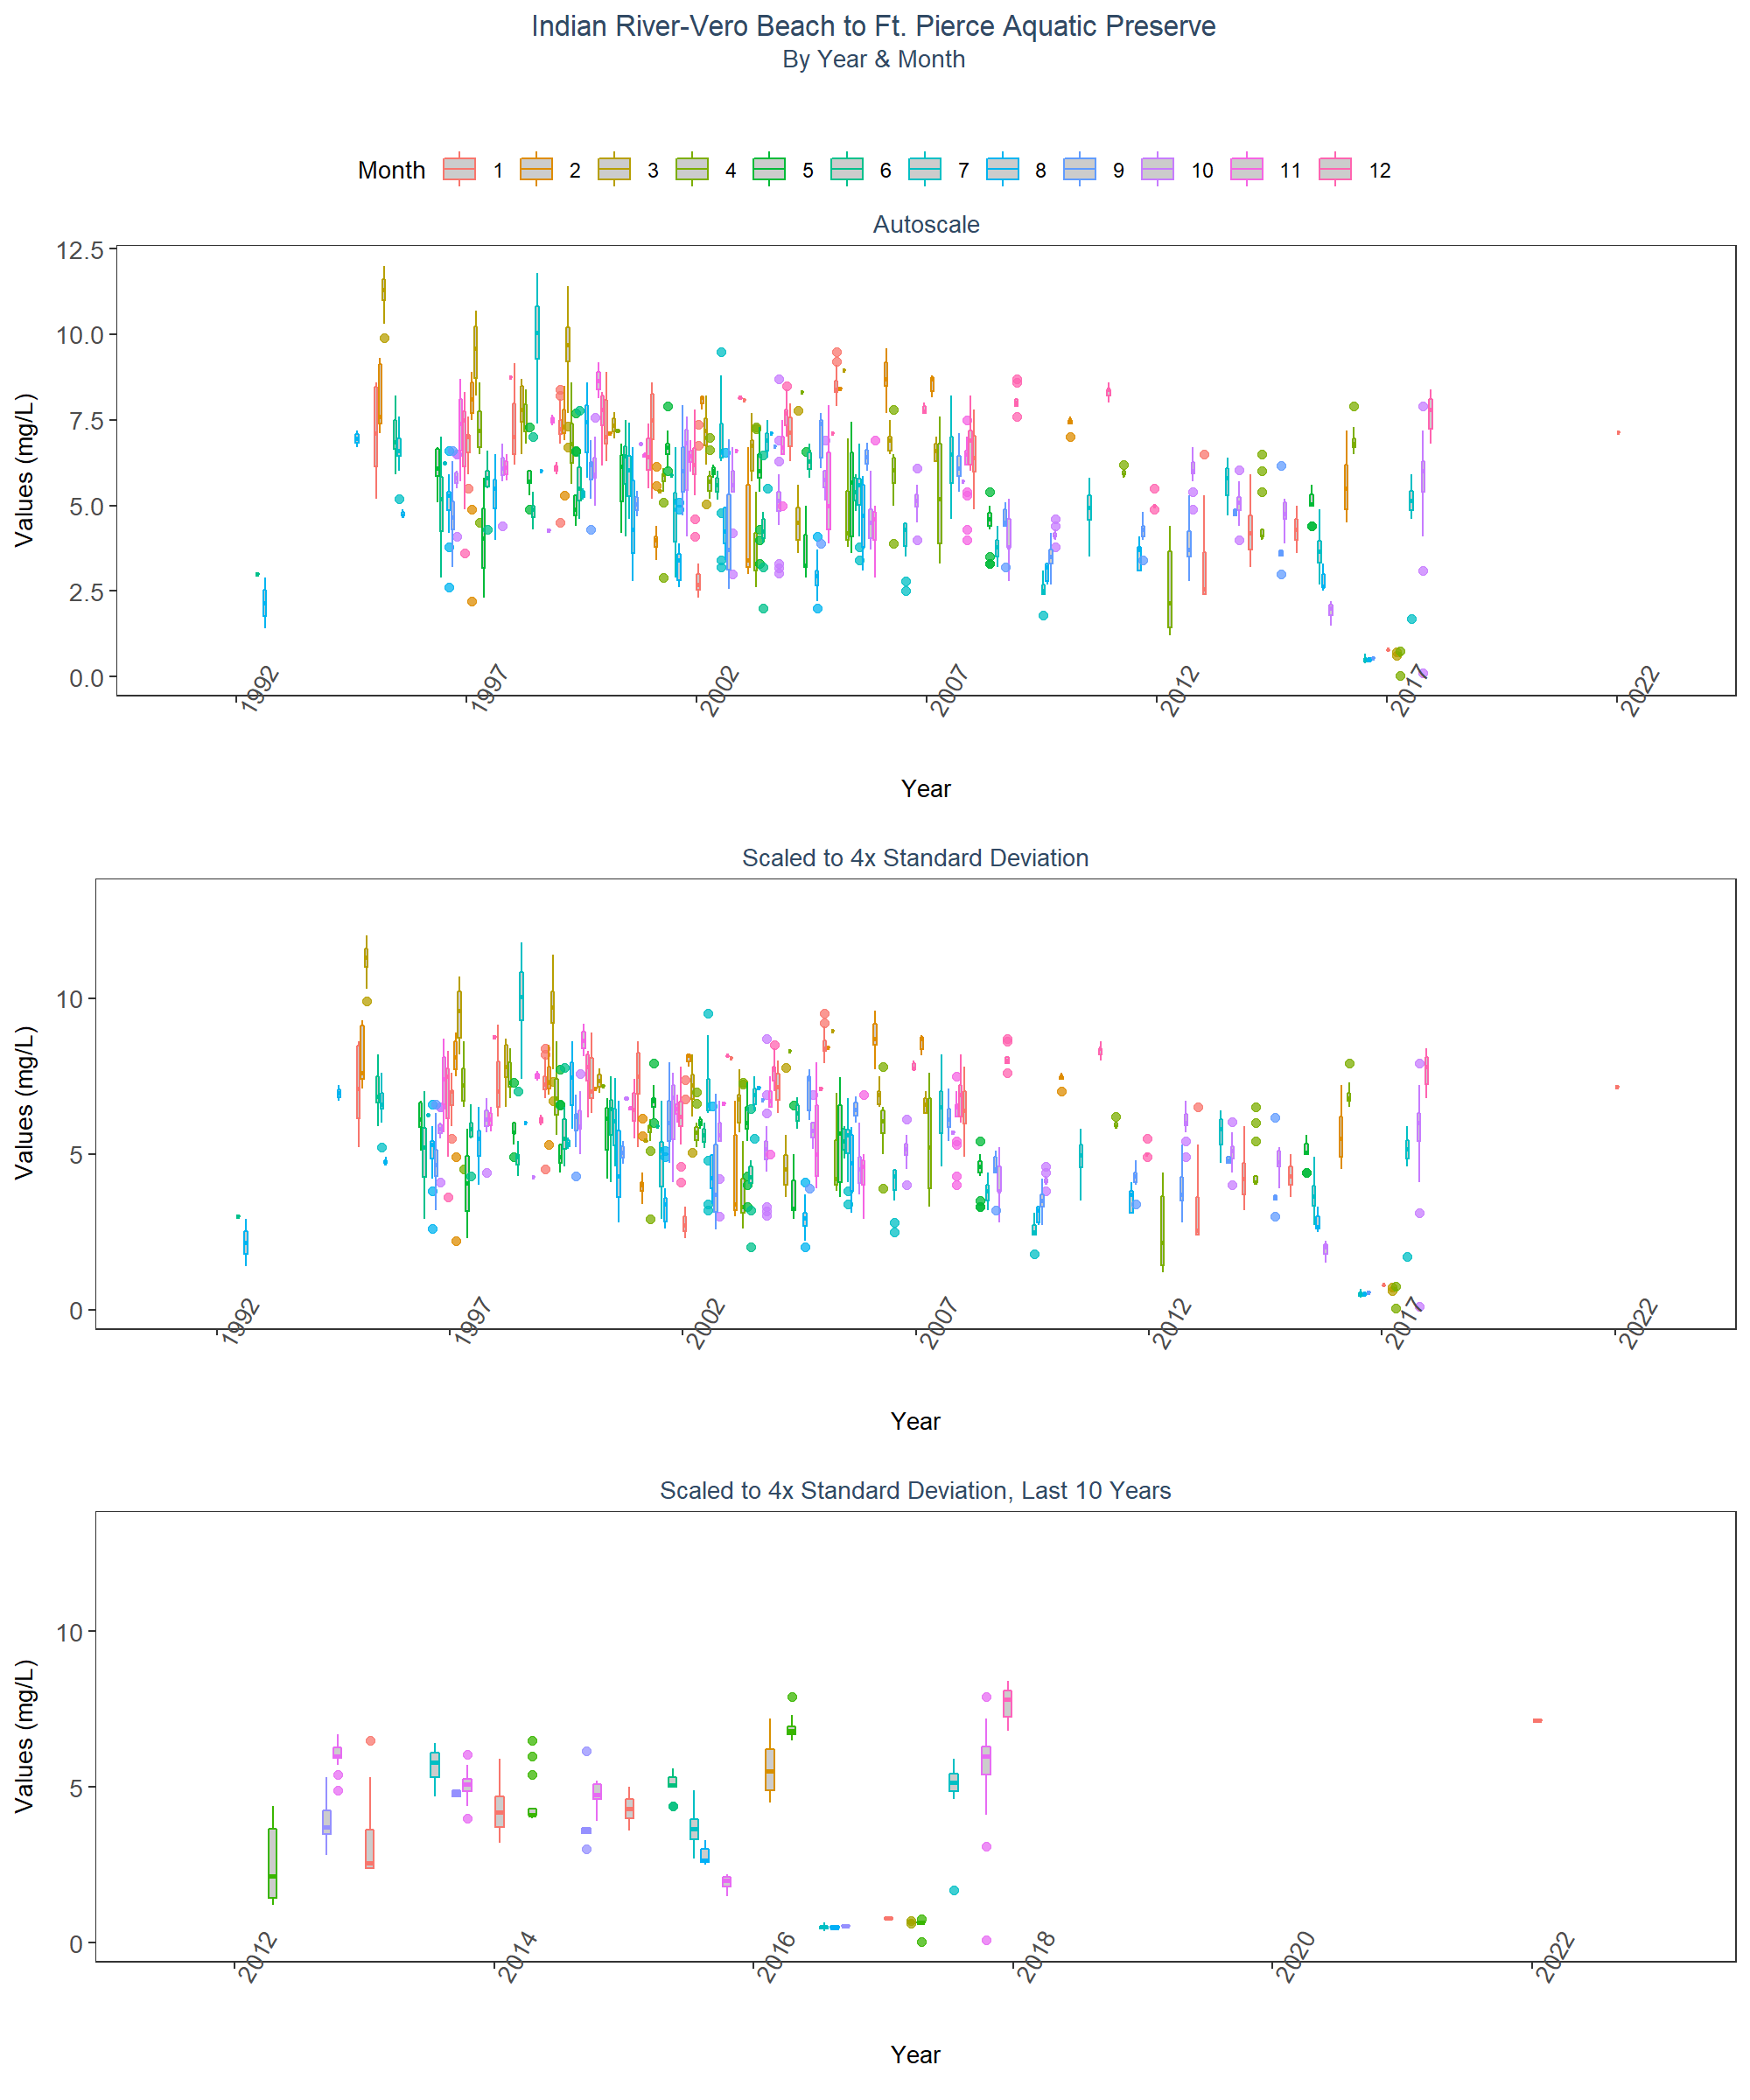 Indian River-Vero Beach to Ft. Pierce Aquatic Preserve
By Year & Month
Month 1 2 3 4 5 6 7 8 9 10 11 12
Autoscale
Values (mg/L)
12.5
10.0
7.5
5.0
2.5
0.0
1992 1997 2002 2007 2012 2017 2022
Year
Scaled to 4x Standard Deviation
Values (mg/L)
10
5
0
1992 1997 2002 2007 2012 2017 2022
Year
Scaled to 4x Standard Deviation, Last 10 Years
Values (mg/L)
10
5
0
2012 2014 2016 2018 2020 2022
Year